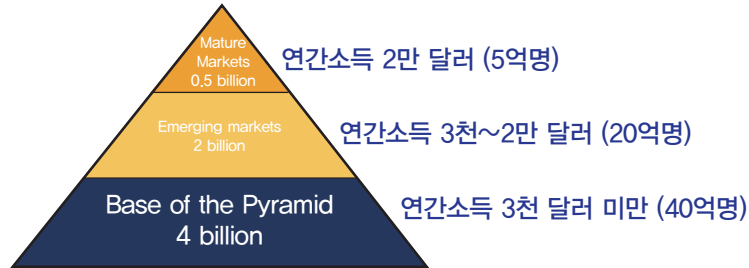 Mature
Markets
0.5 billion
연간소득 2만 달러 (5억명)
Emerging markets
2 billion
연간소득 3천~2만 달러 (20억명)
Base of the Pyramid
4 billion
연간소득 3천 달러 미만 (40억명)